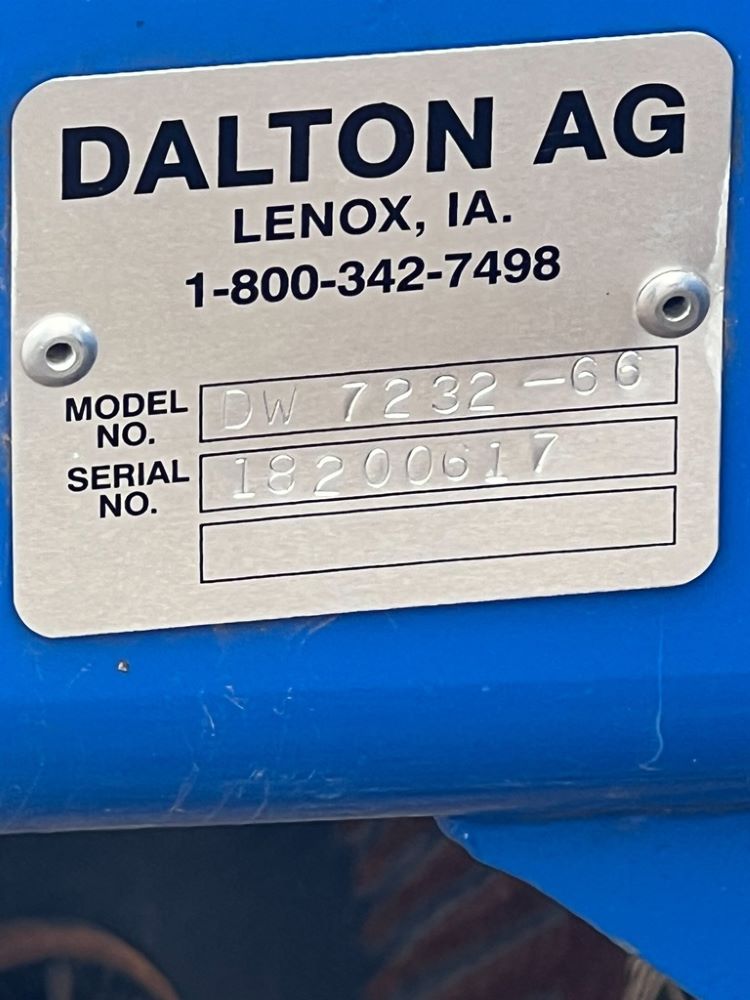 DALTON AG
LENOX, IA.
1-800-342-7498
MODEL NO. DW 7232-66
SERIAL NO. 18200617